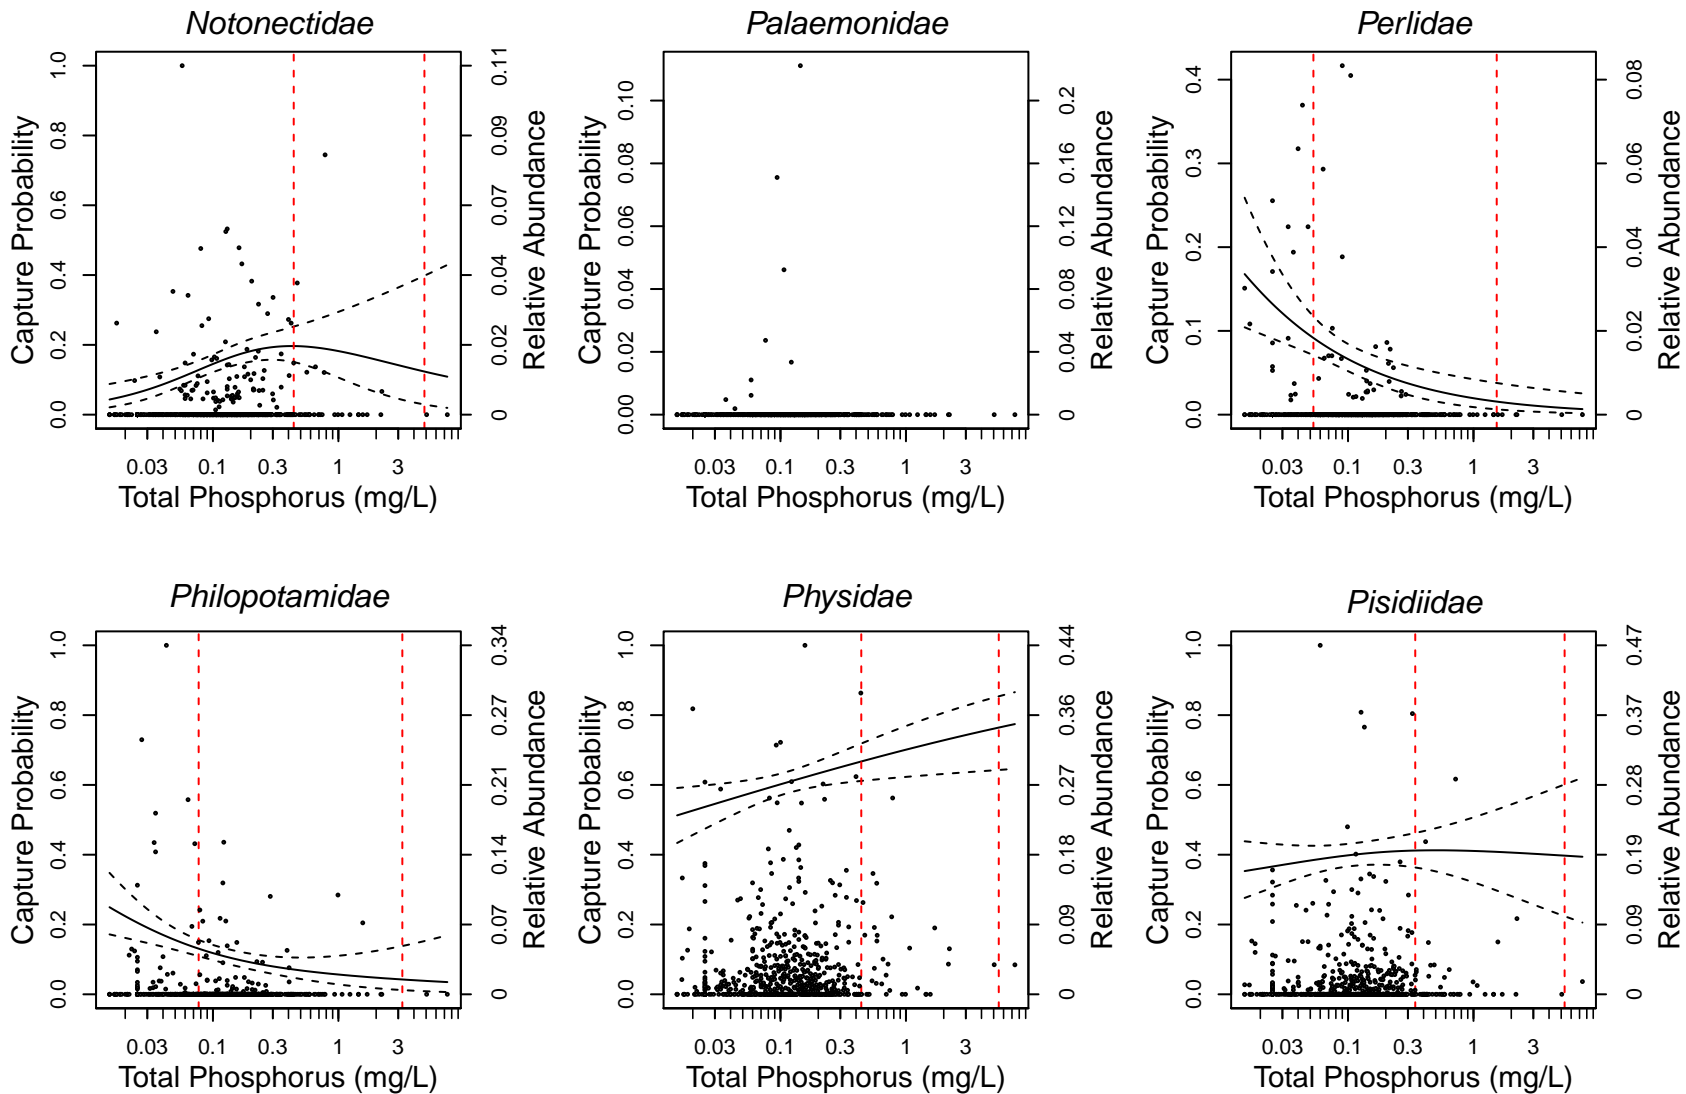 Notonectidae
Capture Probability
0.0 0.2 0.4 0.6 0.8 1.0
0 0.02 0.04 0.07 0.09 0.11
Relative Abundance
0.03 0.1 0.3 1 3
Total Phosphorus (mg/L)
Palaemonidae
Capture Probability
0.00 0.02 0.04 0.06 0.08 0.10
0 0.04 0.08 0.12 0.16 0.2
Relative Abundance
0.03 0.1 0.3 1 3
Total Phosphorus (mg/L)
Perlidae
Capture Probability
0.0 0.1 0.2 0.3 0.4
0 0.02 0.04 0.06 0.08
Relative Abundance
0.03 0.1 0.3 1 3
Total Phosphorus (mg/L)
Philopotamidae
Capture Probability
0.0 0.2 0.4 0.6 0.8 1.0
0 0.07 0.14 0.21 0.27 0.34
Relative Abundance
0.03 0.1 0.3 1 3
Total Phosphorus (mg/L)
Physidae
Capture Probability
0.0 0.2 0.4 0.6 0.8 1.0
0 0.09 0.18 0.27 0.36 0.44
Relative Abundance
0.03 0.1 0.3 1 3
Total Phosphorus (mg/L)
Pisidiidae
Capture Probability
0.0 0.2 0.4 0.6 0.8 1.0
0 0.09 0.19 0.28 0.37 0.47
Relative Abundance
0.03 0.1 0.3 1 3
Total Phosphorus (mg/L)